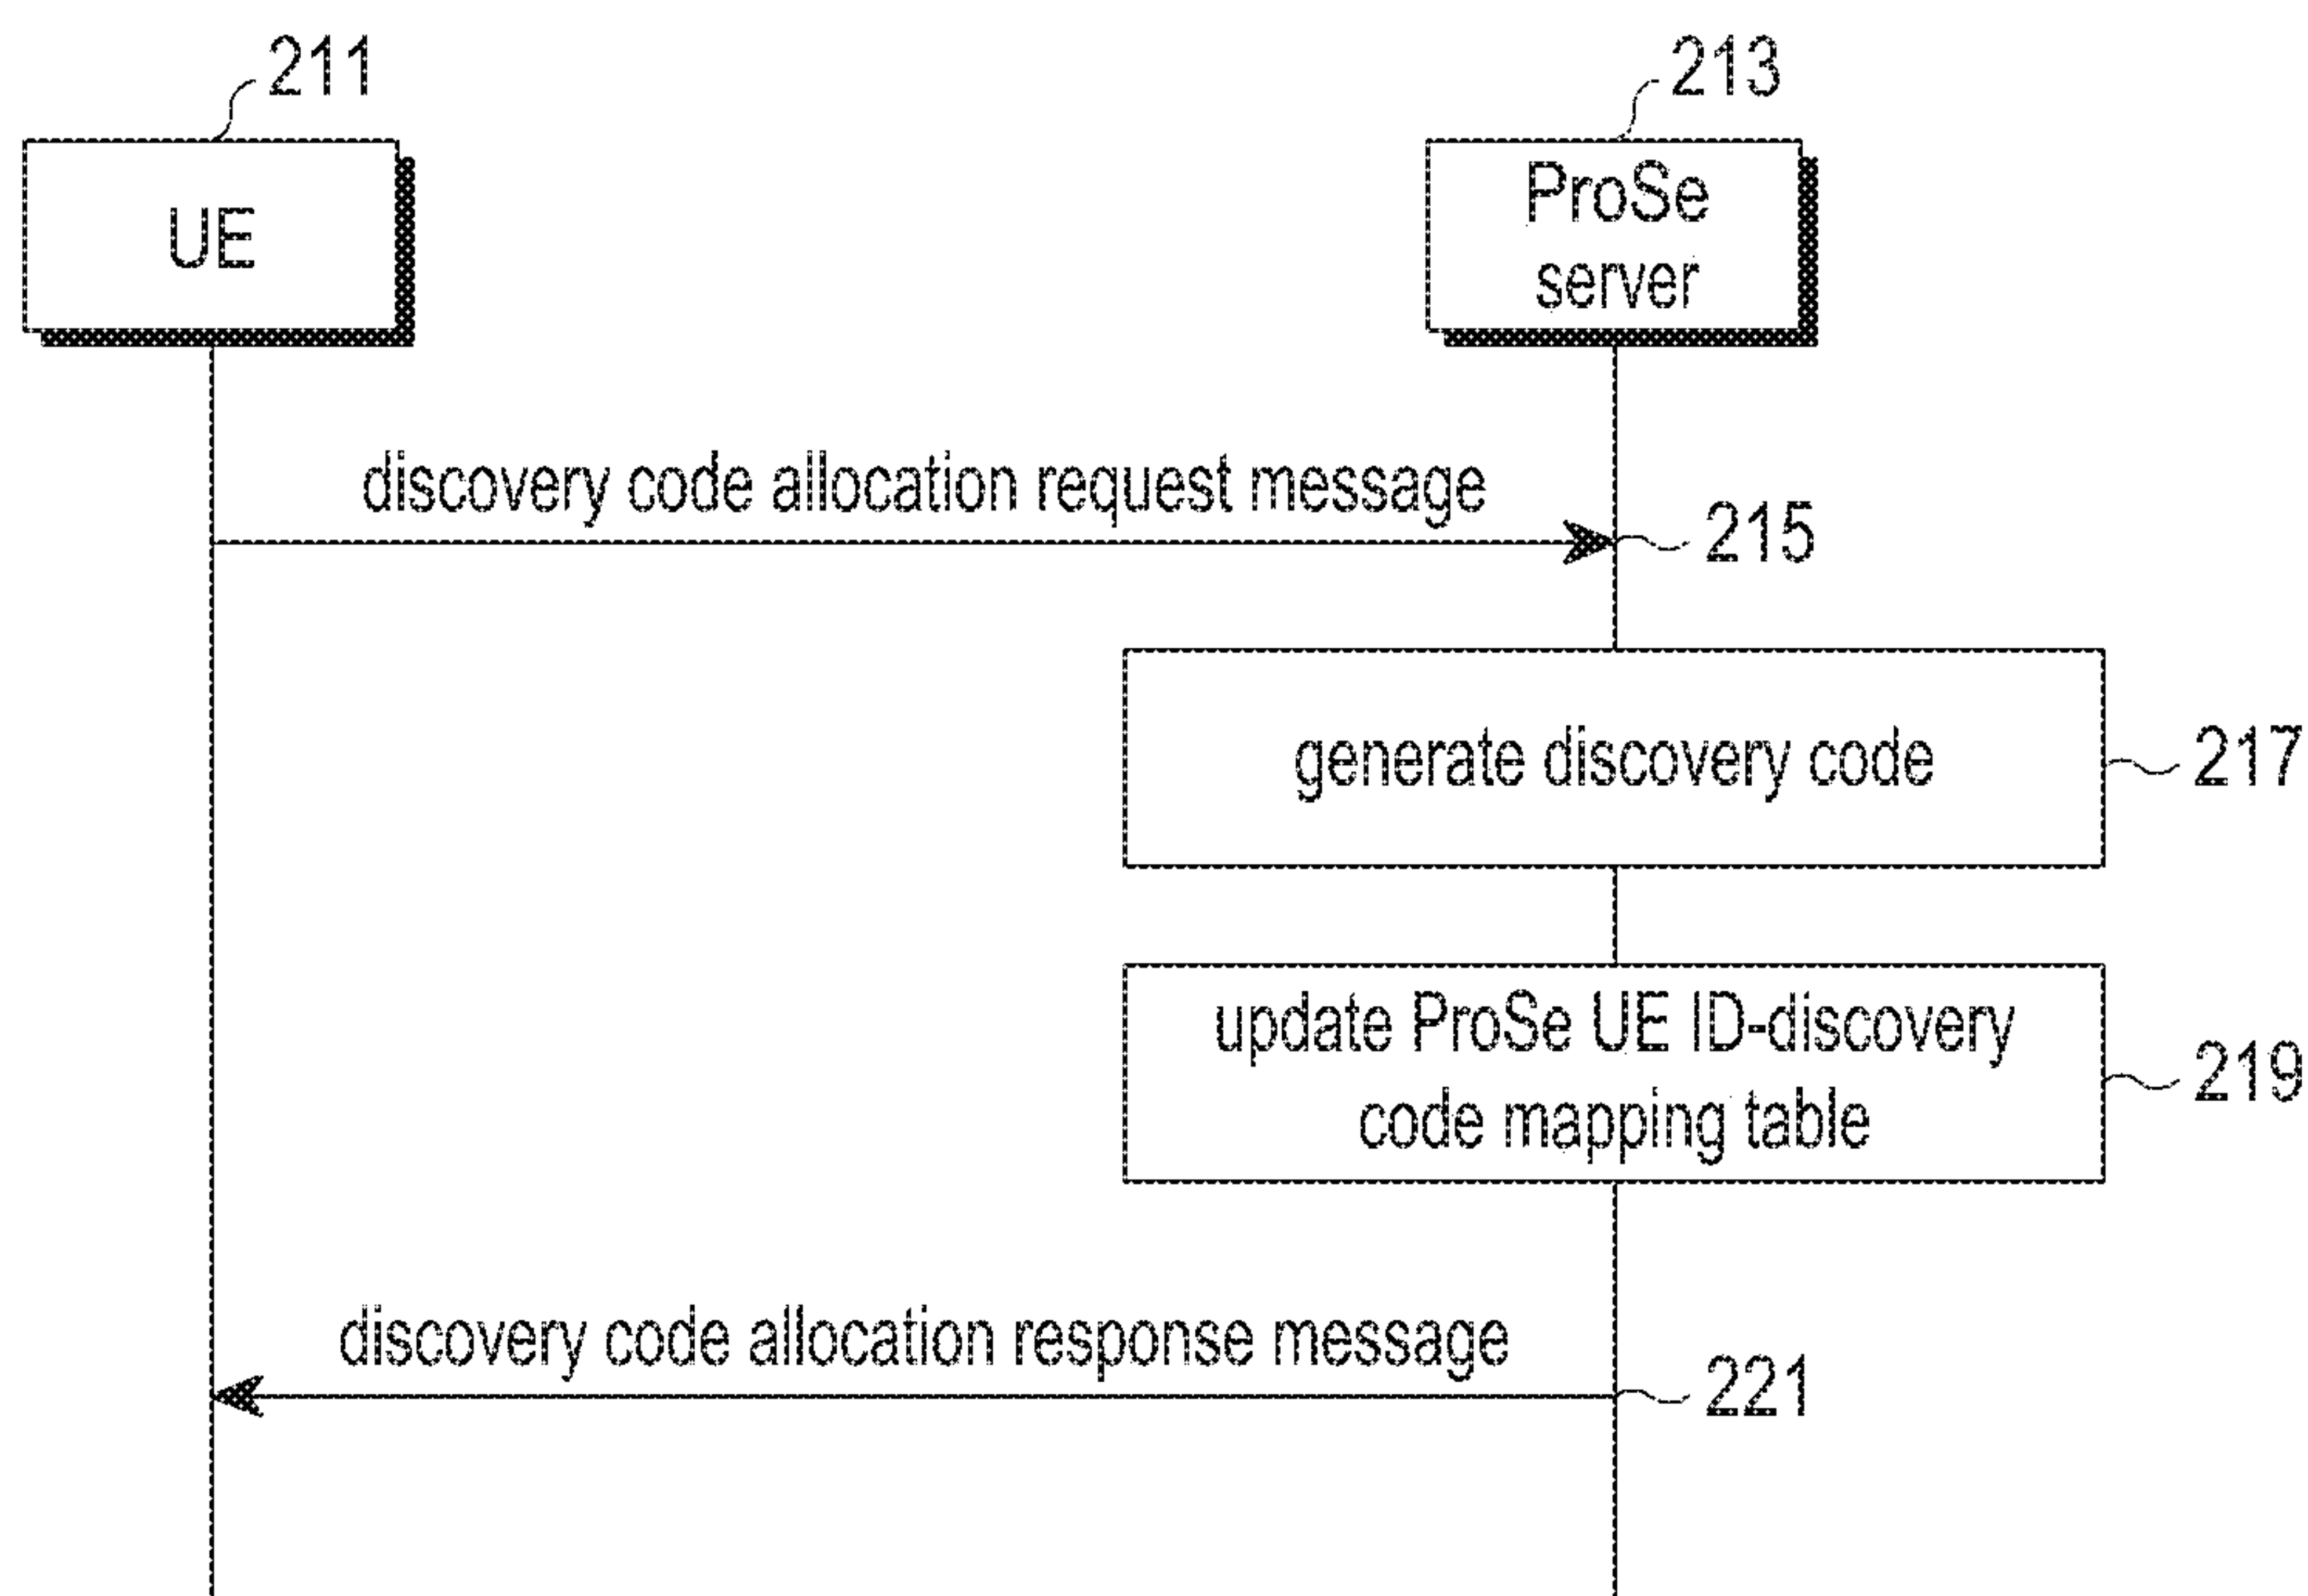 211
213
UE
ProSe
server
discovery code allocation request message
215
generate discovery code
217
update ProSe UE ID-discovery
code mapping table
219
discovery code allocation response message
221